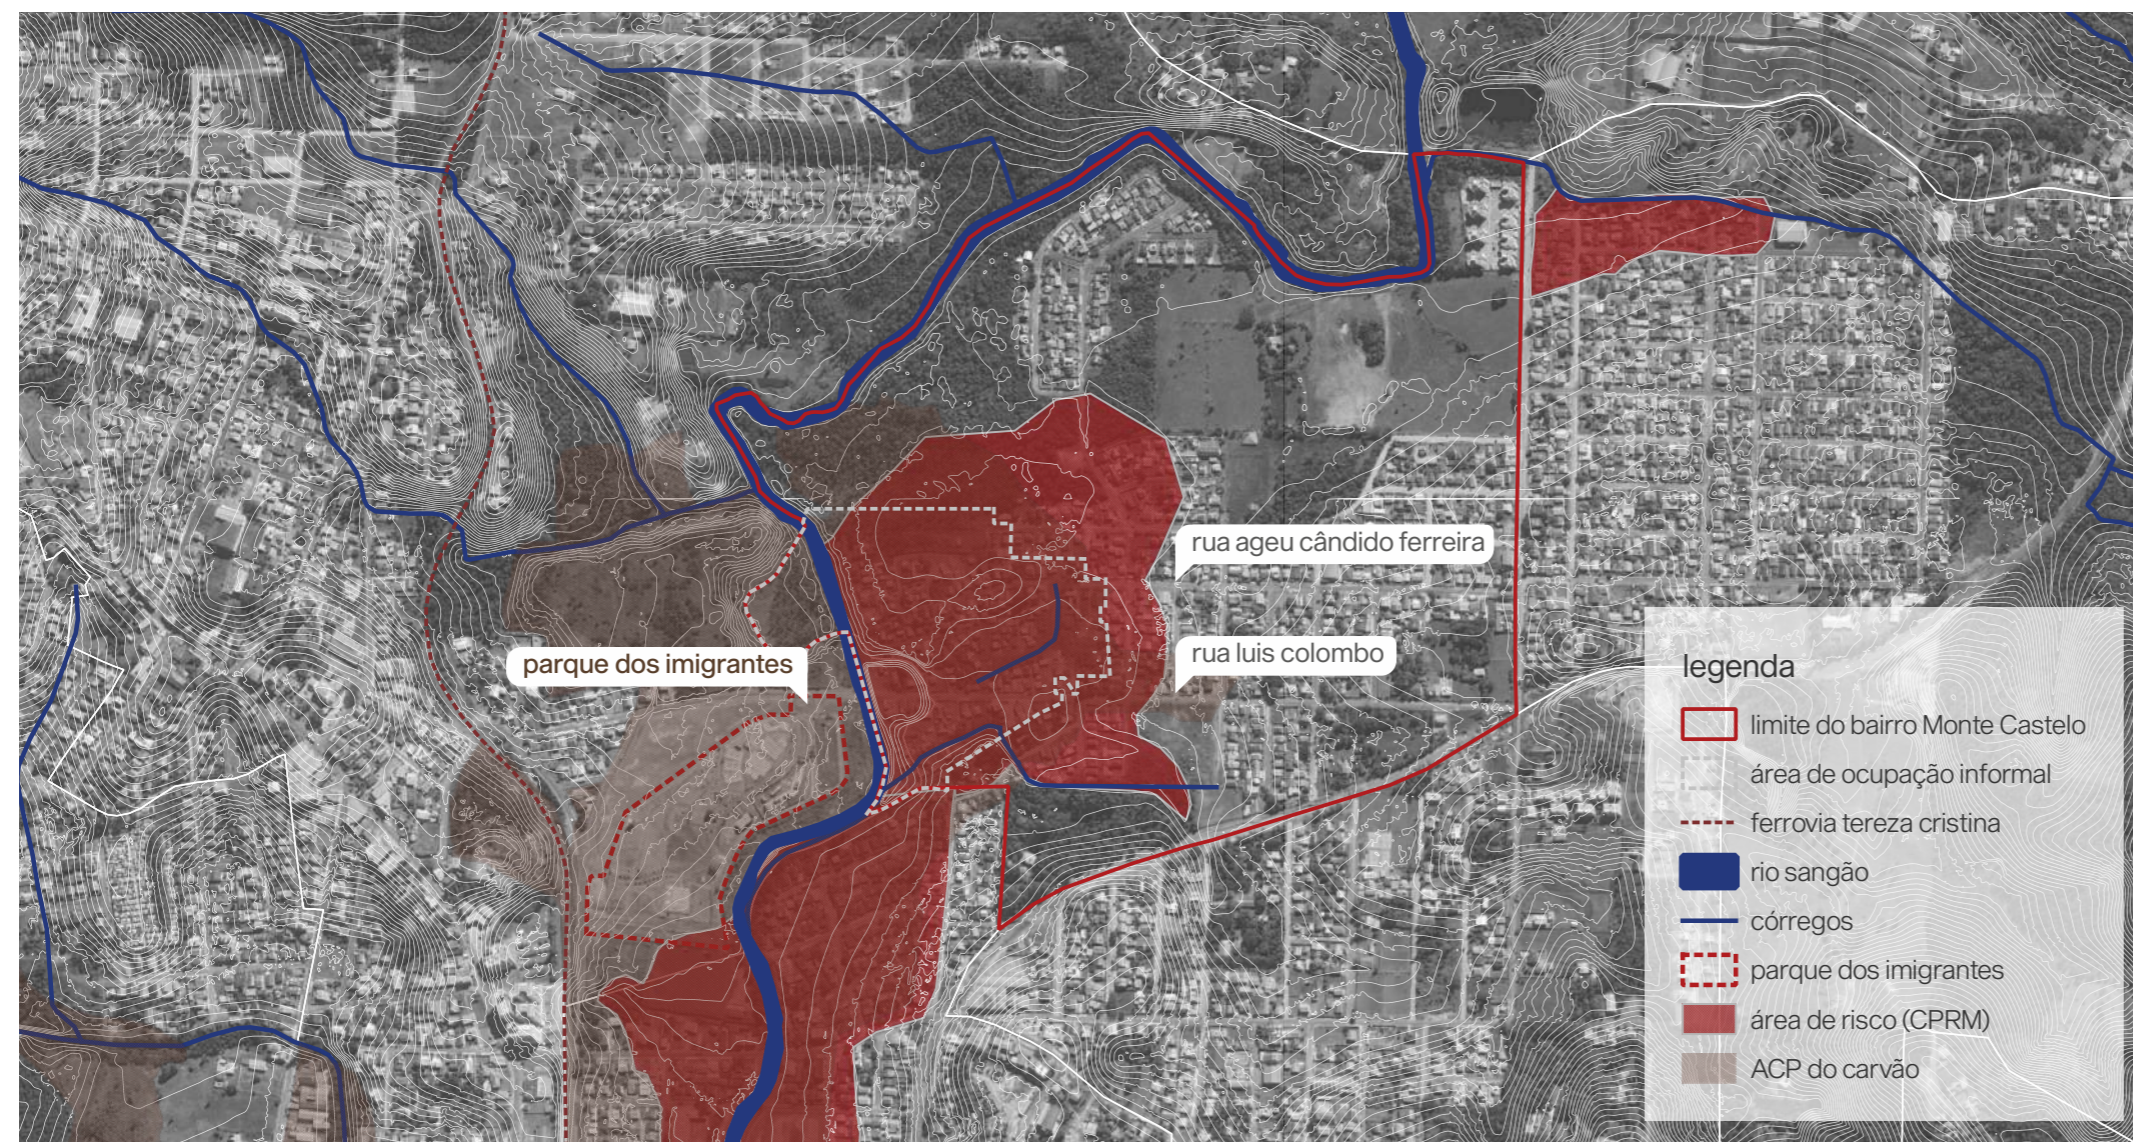 rua ageu cândido ferreira
rua luis colombo
parque dos imigrantes
legenda
limite do bairro Monte Castelo
área de ocupação informal
ferrovia tereza cristina
rio sangão
córregos
parque dos imigrantes
área de risco (CPRM)
ACP do carvão